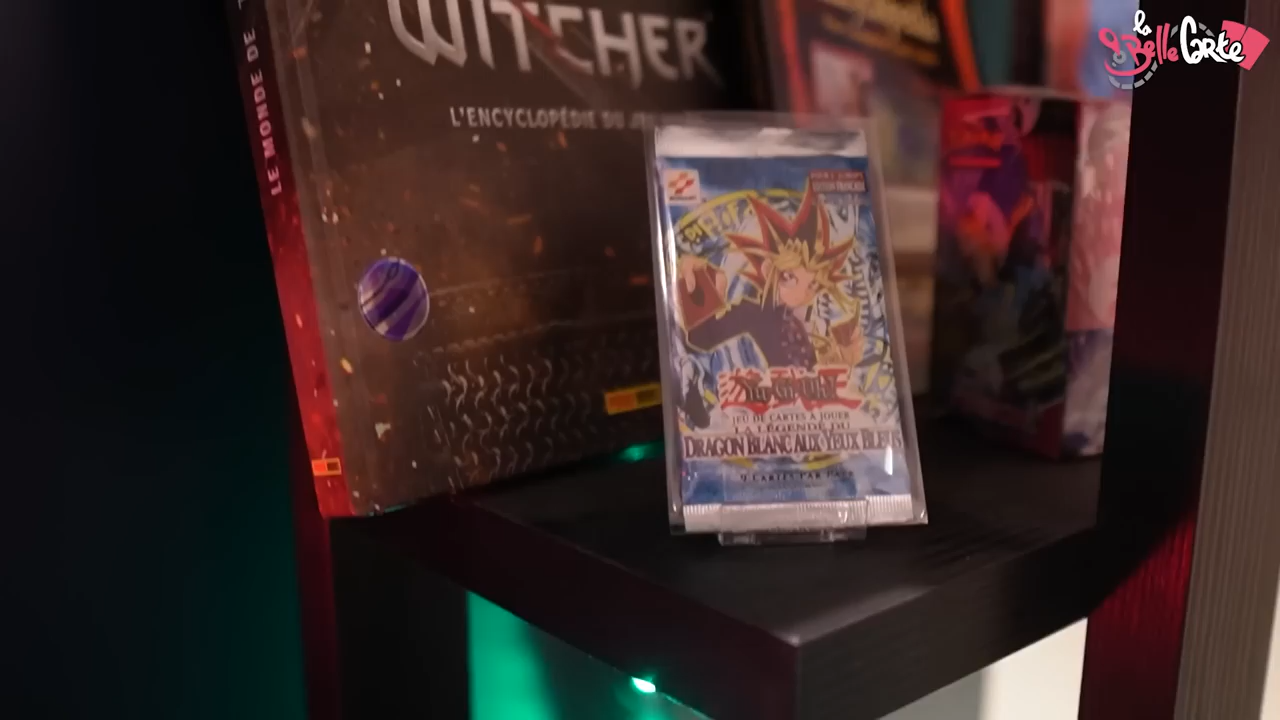 la
Belle Carte
WITCHER
L'ENCYCLOPÉDIE DU
LE MONDE DE
KONAMI
ÉDITION FRANÇAISE
Yu-Gi-Oh!
JEU DE CARTES À JOUER
LA LÉGENDE DU
DRAGON BLANC AUX YEUX BLEUS
9 CARTES PAR PACK